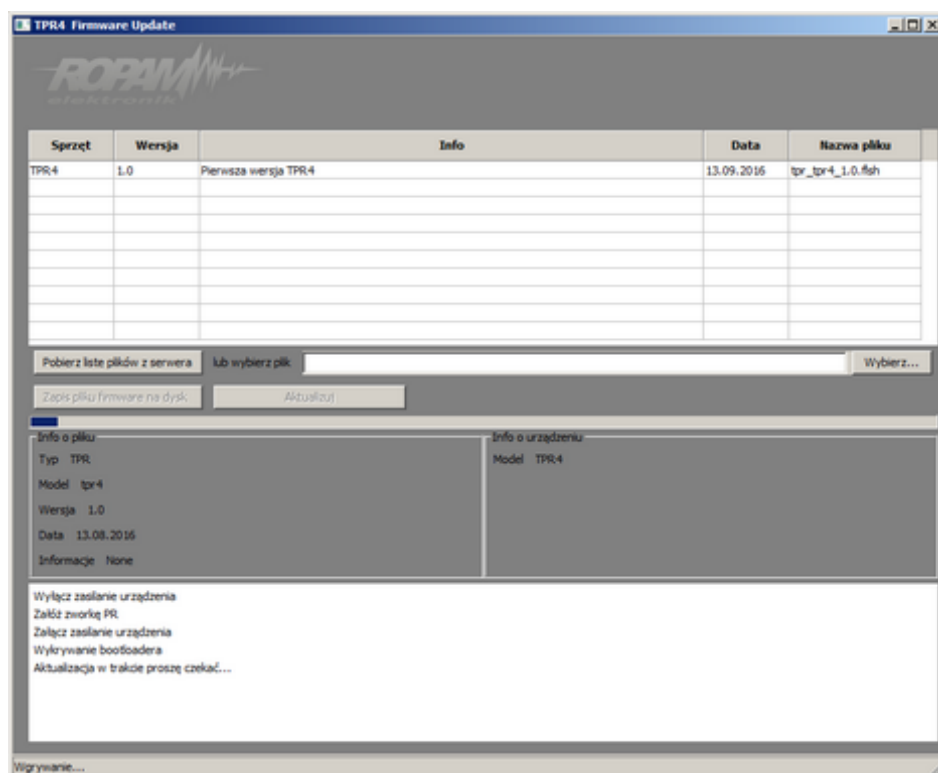 TPR4 Firmware Update
ROPAM
elektronik
Sprzęt Wersja Info Data Nazwa pliku
TPR4 1.0 Pierwsza wersja TPR4 13.09.2016 tpr_tpr4_1.0.flsh
Pobierz liste plików z serwera lub wybierz plik Wybierz...
Zapis pliku firmware na dysk Aktualizuj
Info o pliku Info o urządzeniu
Typ TPR Model TPR4
Model tpr4
Wersja 1.0
Data 13.08.2016
Informacje None
Wyłącz zasilanie urządzenia
Załóż zworkę PR
Załącz zasilanie urządzenia
Wykrywanie bootloadera
Aktualizacja w trakcie proszę czekać...
Wgrywanie....